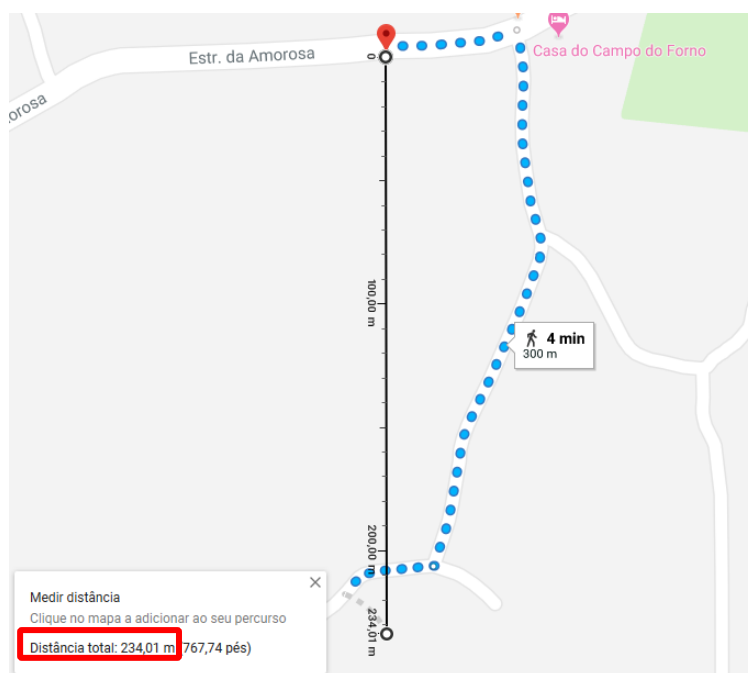 Estr. da Amorosa
Casa do Campo do Forno
orosa
0
100,00 m
4 min
300 m
200,00 m
234,01 m
Medir distância
Clique no mapa a adicionar ao seu percurso
Distância total: 234,01 m (767,74 pés)